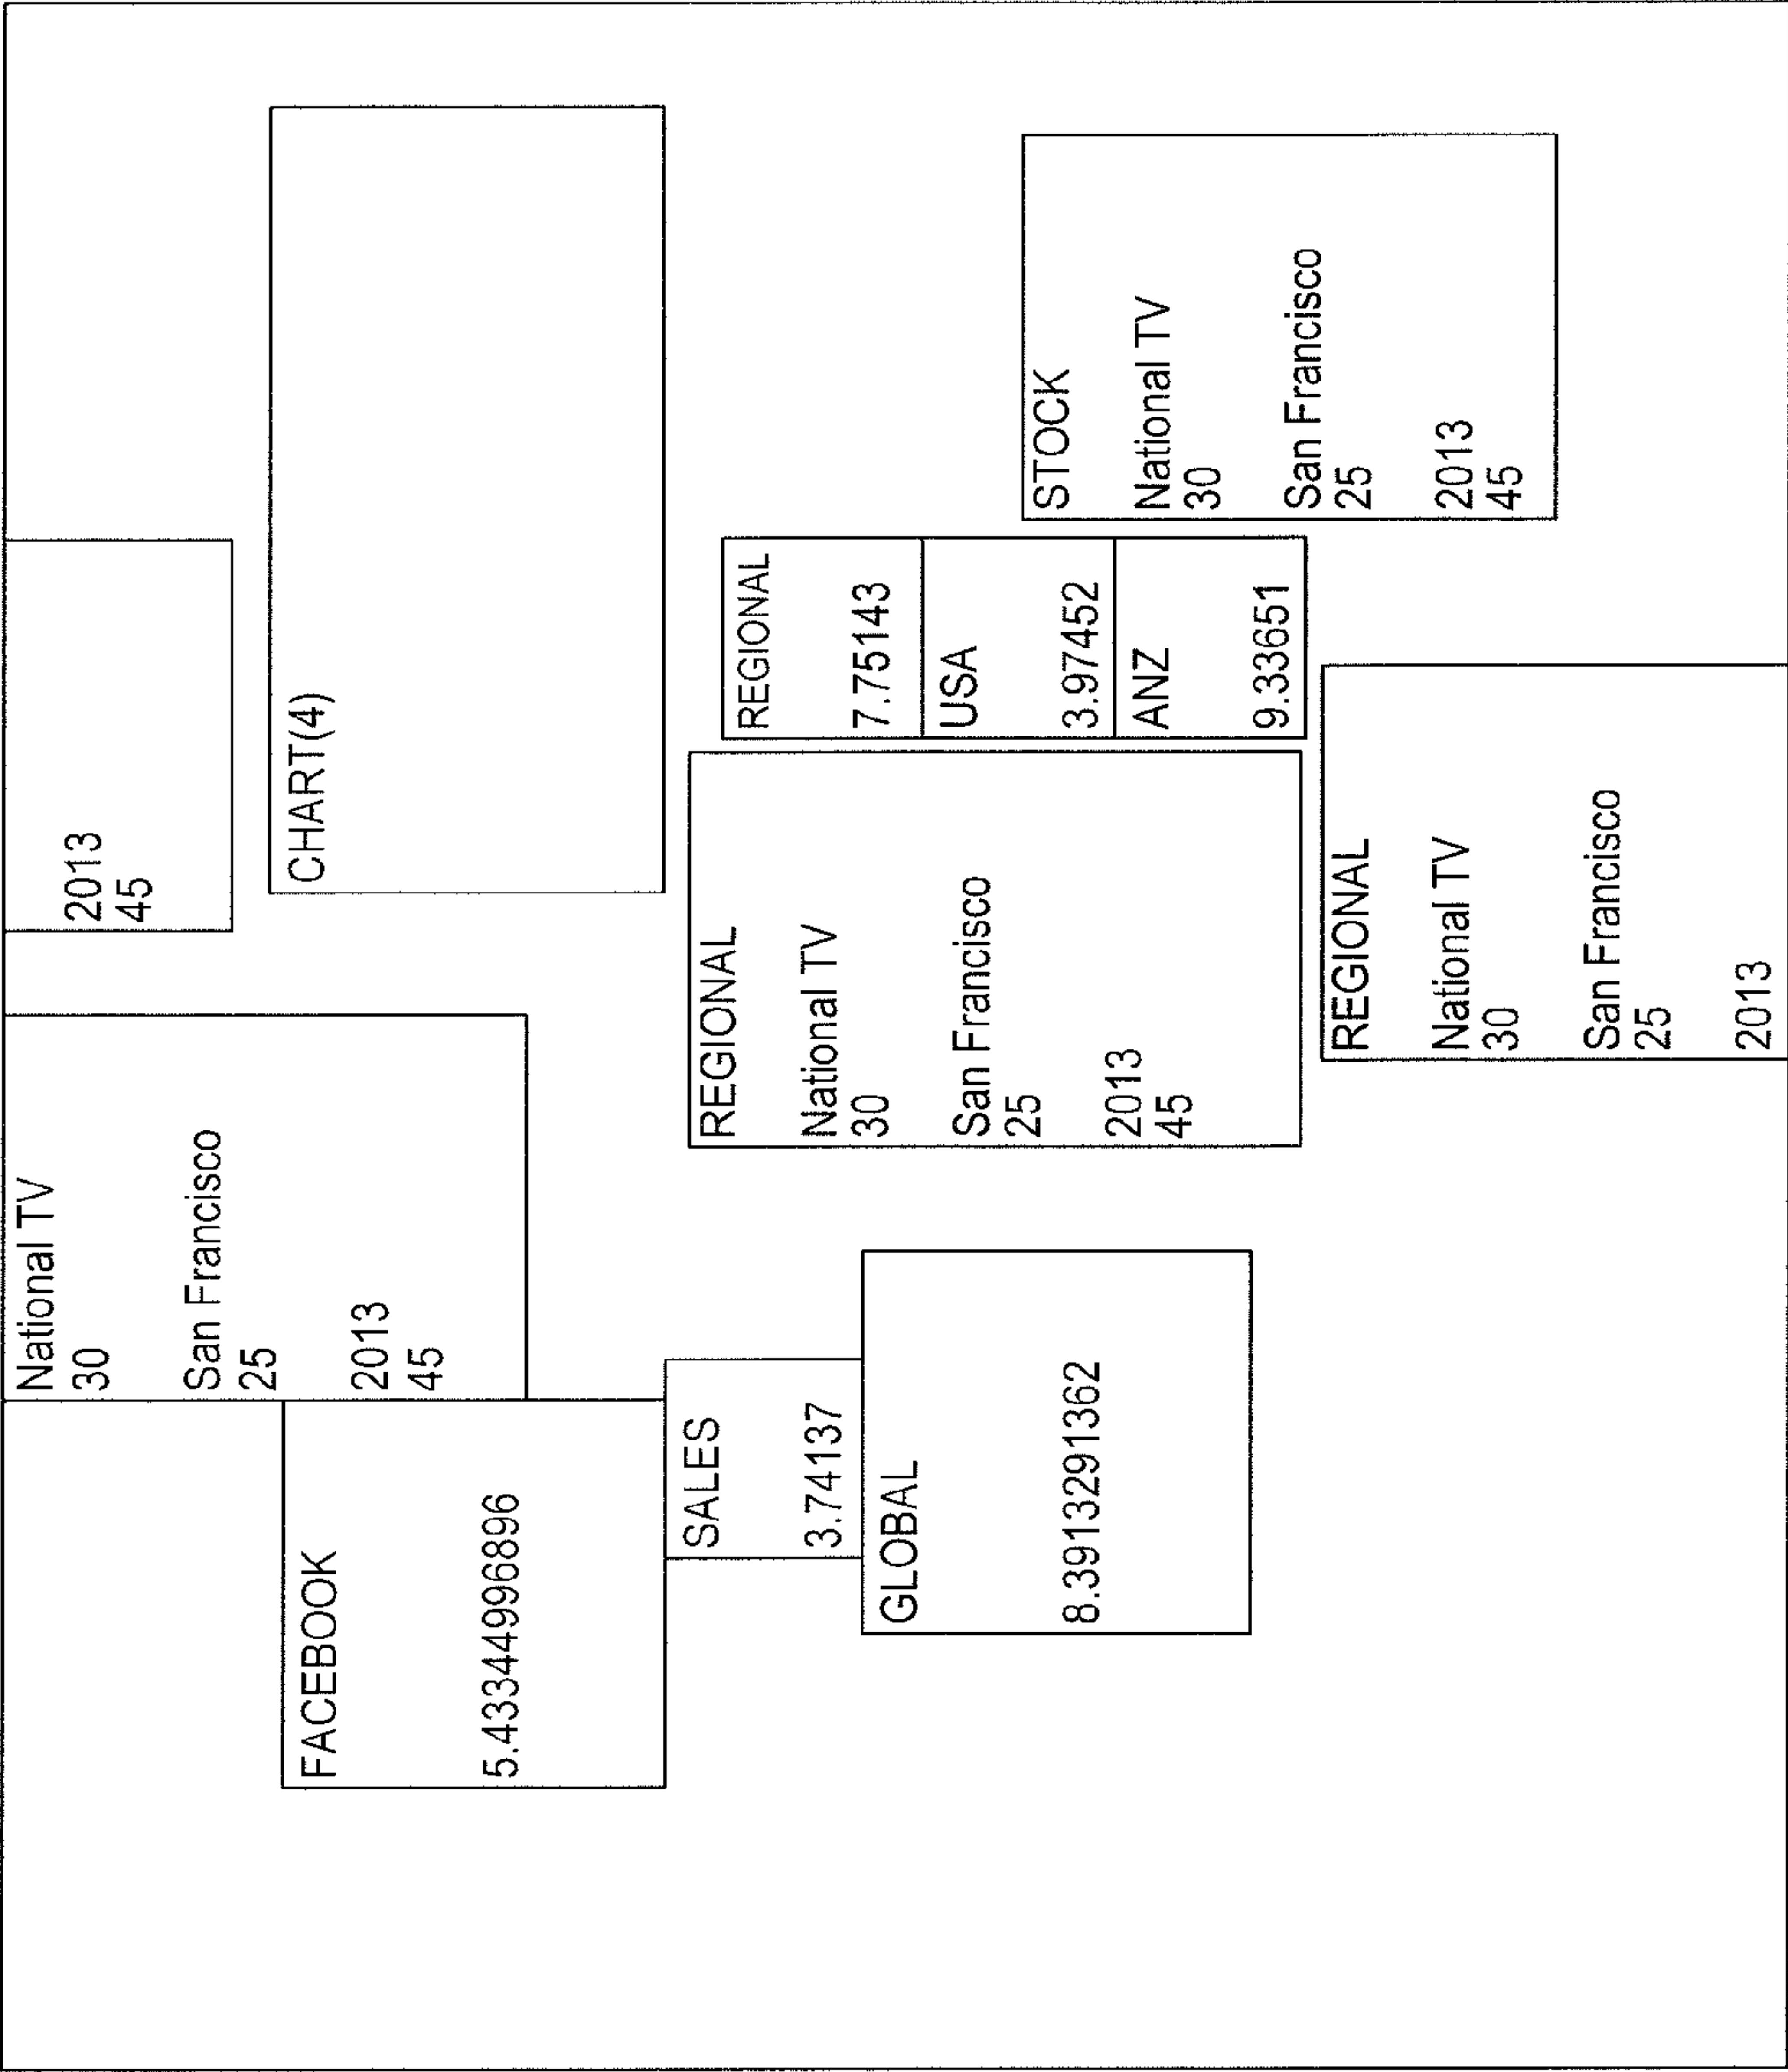 National TV
30
San Francisco
25
2013
45
2013
45
FACEBOOK
5.4334996896
CHART(4)
SALES
3.74137
GLOBAL
8.3913291362
REGIONAL
National TV
30
San Francisco
25
2013
45
REGIONAL
7.75143
USA
3.97452
ANZ
9.33651
STOCK
National TV
30
San Francisco
25
2013
45
REGIONAL
National TV
30
San Francisco
25
2013